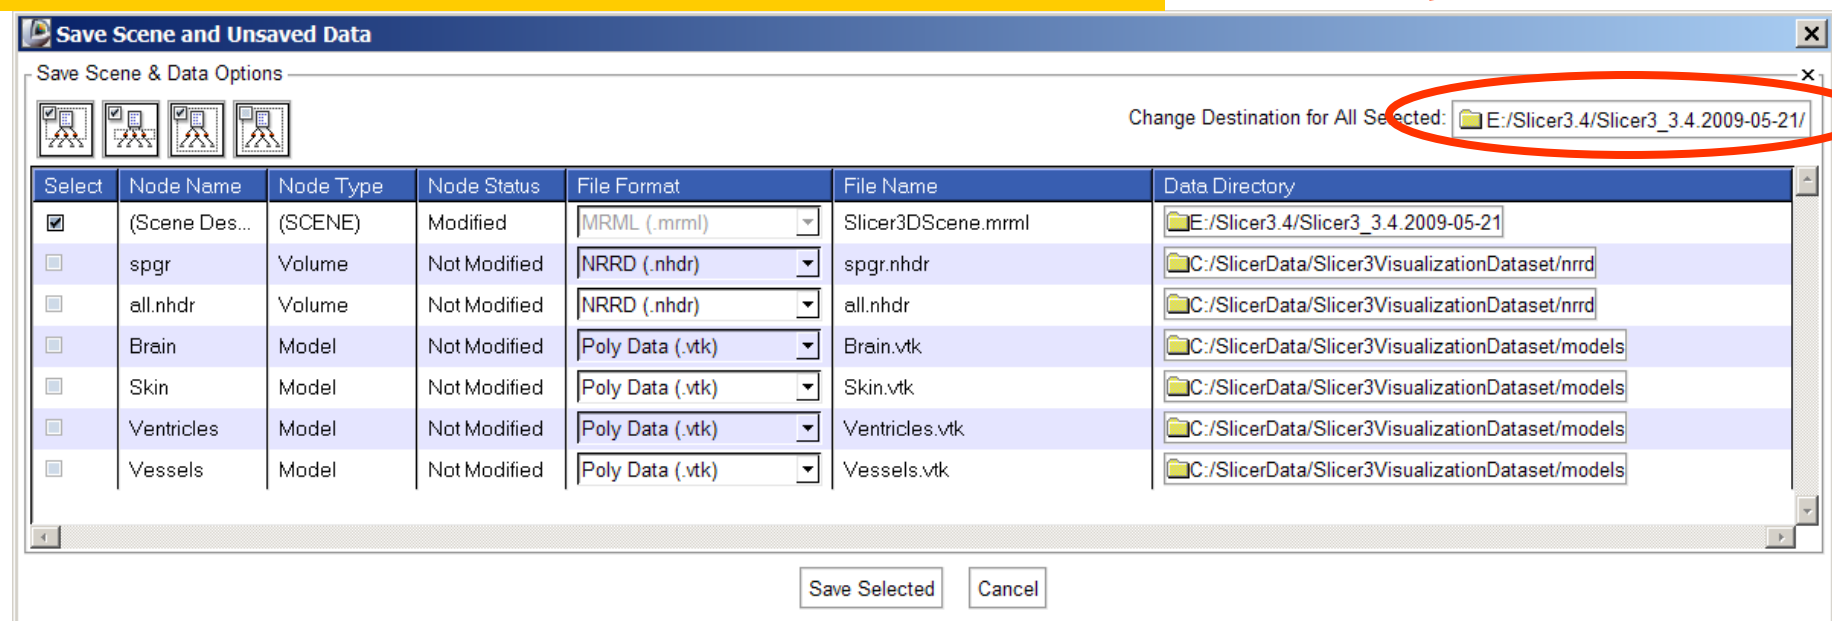 Save Scene and Unsaved Data
Save Scene & Data Options
Change Destination for All Selected: E:/Slicer3.4/Slicer3_3.4.2009-05-21/
Select Node Name Node Type Node Status File Format File Name Data Directory
(Scene Des... (SCENE) Modified MRML (.mrml) Slicer3DScene.mrml E:/Slicer3.4/Slicer3_3.4.2009-05-21
spgr Volume Not Modified NRRD (.nhdr) spgr.nhdr C:/SlicerData/Slicer3VisualizationDataset/nrrd
all.nhdr Volume Not Modified NRRD (.nhdr) all.nhdr C:/SlicerData/Slicer3VisualizationDataset/nrrd
Brain Model Not Modified Poly Data (.vtk) Brain.vtk C:/SlicerData/Slicer3VisualizationDataset/models
Skin Model Not Modified Poly Data (.vtk) Skin.vtk C:/SlicerData/Slicer3VisualizationDataset/models
Ventricles Model Not Modified Poly Data (.vtk) Ventricles.vtk C:/SlicerData/Slicer3VisualizationDataset/models
Vessels Model Not Modified Poly Data (.vtk) Vessels.vtk C:/SlicerData/Slicer3VisualizationDataset/models
Save Selected Cancel